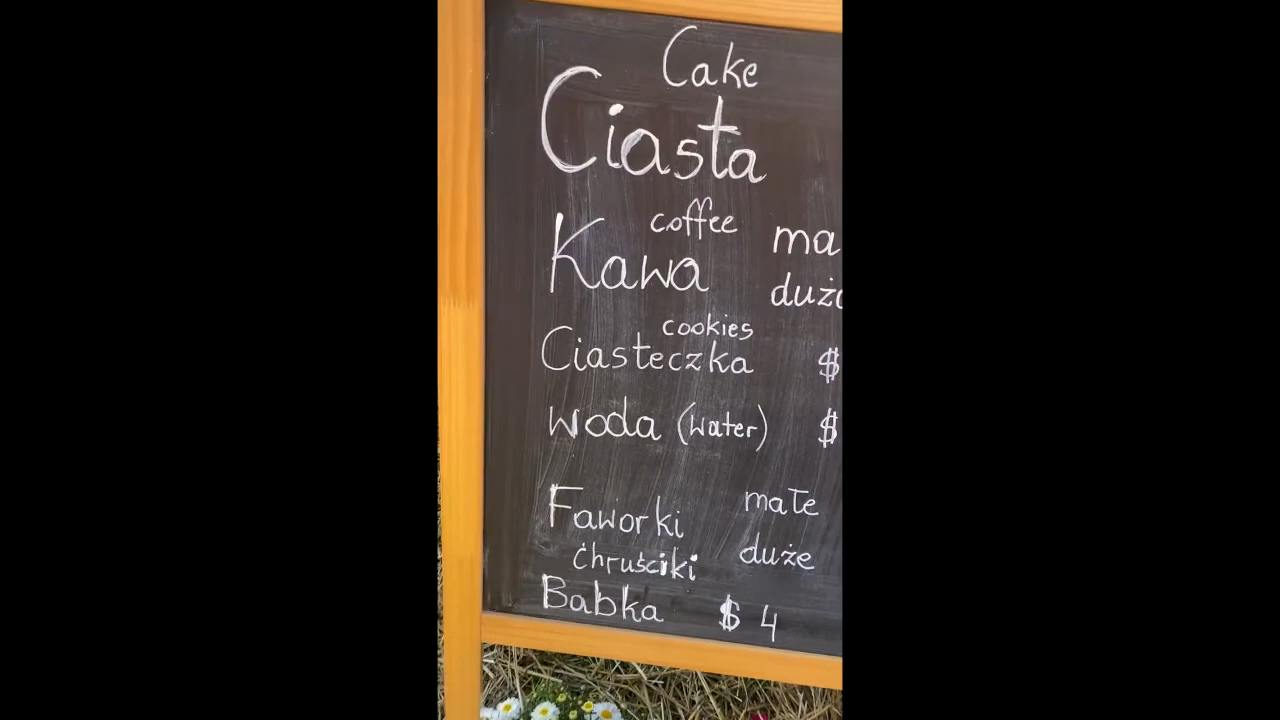 Cake
Ciasta
coffee
Kawa ma
duż
cookies
Ciasteczka $
Woda (water) $
Faworki małe
chruściki duże
Babka $ 4